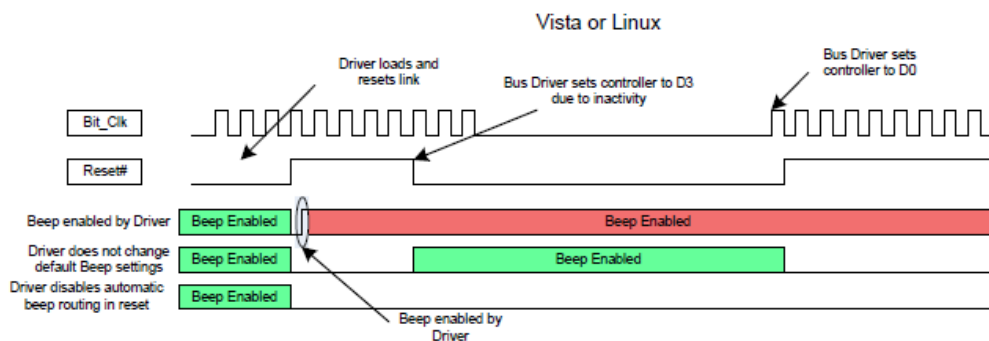 Vista or Linux
Driver loads and
resets link
Bus Driver sets controller to D3
due to inactivity
Bus Driver sets
controller to D0
Bit_Clk
Reset#
Beep enabled by Driver
Beep Enabled
Beep Enabled
Driver does not change
default Beep settings
Beep Enabled
Beep Enabled
Driver disables automatic
beep routing in reset
Beep Enabled
Beep enabled by
Driver